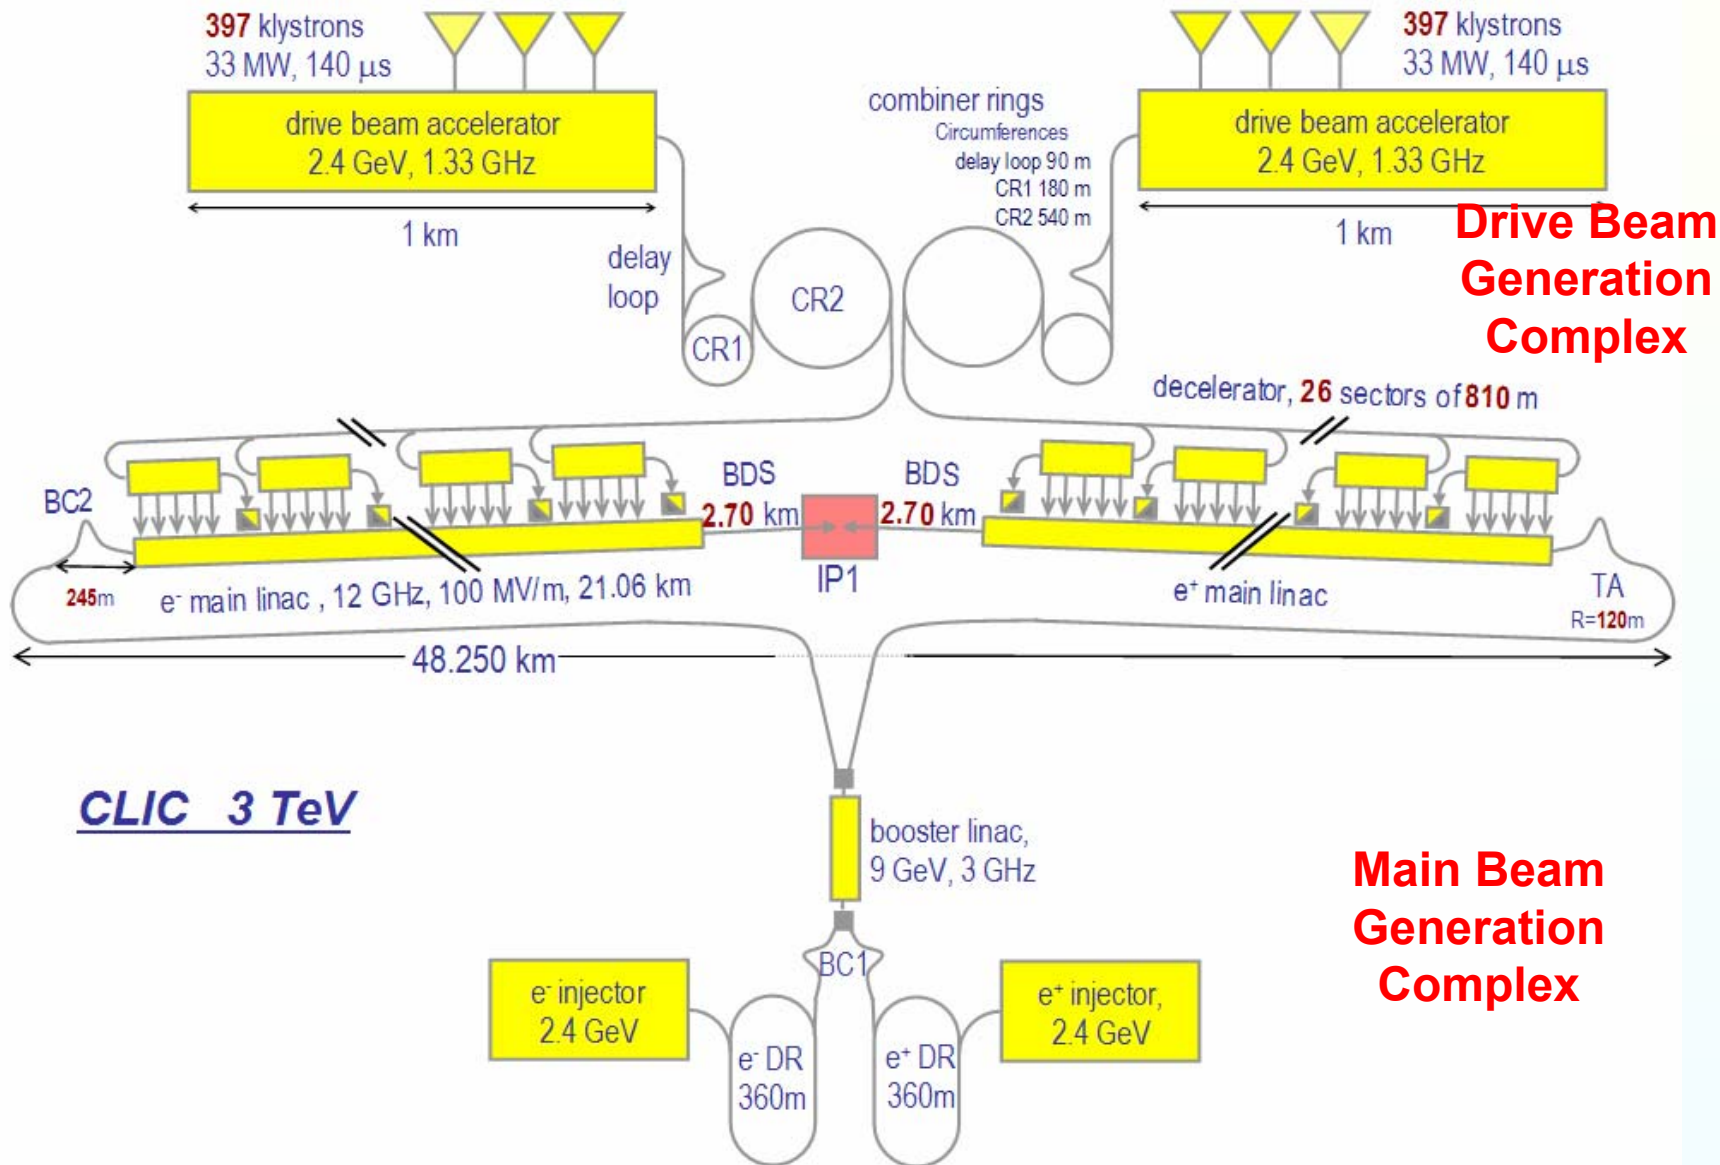 397 klystrons
33 MW, 140 μs
drive beam accelerator
2.4 GeV, 1.33 GHz
1 km
delay
loop
CR1
CR2
combiner rings
Circumferences
delay loop 90 m
CR1 180 m
CR2 540 m
397 klystrons
33 MW, 140 μs
drive beam accelerator
2.4 GeV, 1.33 GHz
1 km
Drive Beam
Generation
Complex
decelerator, 26 sectors of 810 m
BC2
245m
e- main linac , 12 GHz, 100 MV/m, 21.06 km
BDS
2.70 km
IP1
BDS
2.70 km
e+ main linac
TA
R=120m
48.250 km
CLIC 3 TeV
booster linac,
9 GeV, 3 GHz
Main Beam
Generation
Complex
BC1
e- injector
2.4 GeV
e- DR
360m
e+ DR
360m
e+ injector,
2.4 GeV